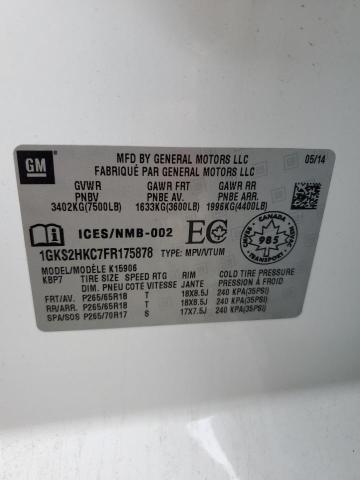 GM
05/14
MFD BY GENERAL MOTORS LLC
FABRIQUÉ PAR GENERAL MOTORS LLC
GVWR GAWR FRT GAWR RR
PNBV PNBE AV. PNBE AR.
3402KG(7500LB) 1633KG(3600LB) 1996KG(4400LB)
ICES/NMB-002 EC
CANADA
985
TRANSPORT
1GKS2HKC7FR175878 TYPE: MPV/VTUM
MODEL/MODÈLE K15906
KBP7 TIRE SIZE SPEED RTG RIM COLD TIRE PRESSURE
DIM. PNEU COTE VITESSE JANTE PRESSION À FROID
FRT/AV. P265/65R18 T 18X8.5J 240 KPA(35PSI)
RR/ARR. P265/65R18 T 18X8.5J 240 KPA(35PSI)
SPA/SOS P265/70R17 S 17X7.5J 240 KPA(35PSI)